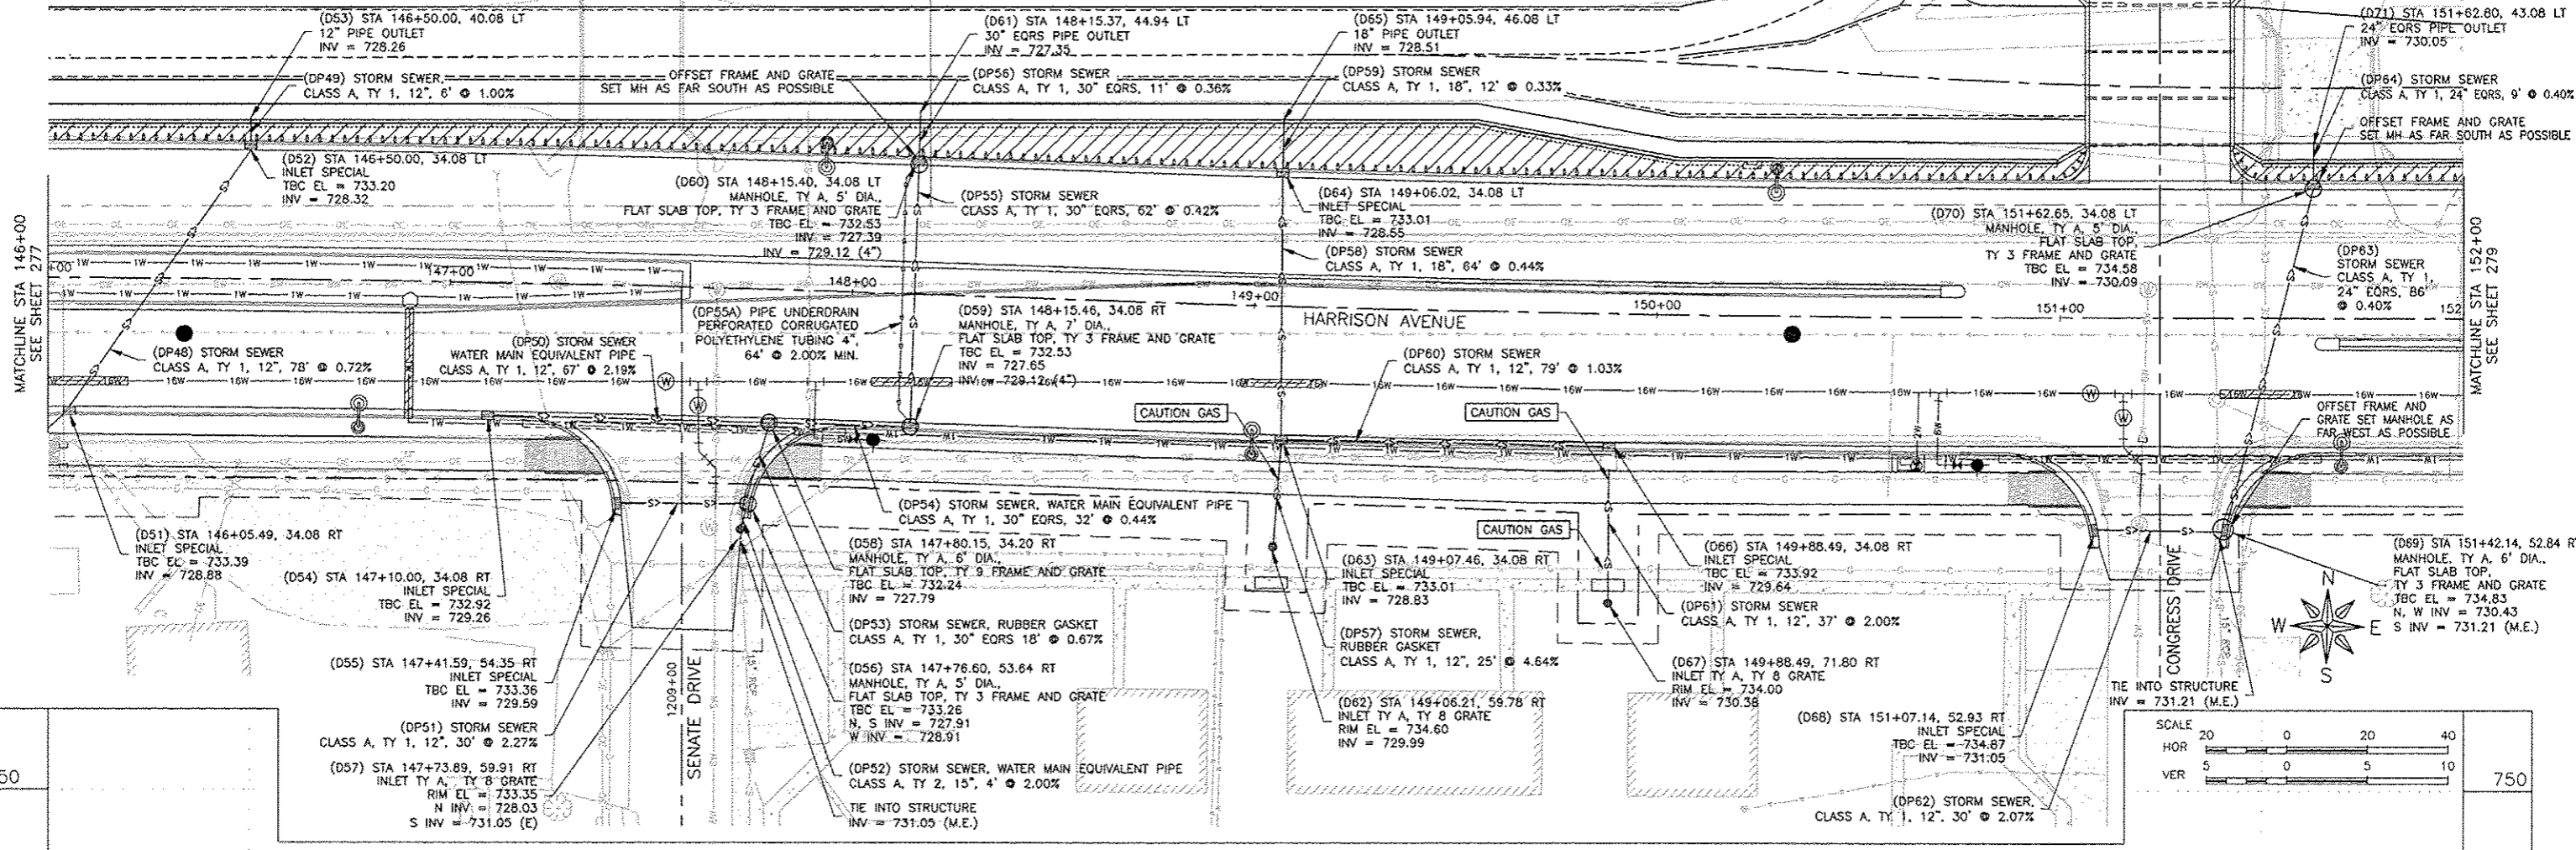 (D53) STA 146+50.00, 40.08 LT
12" PIPE OUTLET
INV = 728.26
(D61) STA 148+15.37, 44.94 LT
30" EQRS PIPE OUTLET
INV = 727.35
(D65) STA 149+05.94, 46.08 LT
18" PIPE OUTLET
INV = 728.51
(D71) STA 151+62.80, 43.08 LT
24" EQRS PIPE OUTLET
INV = 730.05
(DP49) STORM SEWER,
CLASS A, TY 1, 12", 6' @ 1.00%
OFFSET FRAME AND GRATE
SET MH AS FAR SOUTH AS POSSIBLE
(DP56) STORM SEWER
CLASS A, TY 1, 30" EQRS, 11' @ 0.36%
(DP59) STORM SEWER
CLASS A, TY 1, 18", 12' @ 0.33%
(DP64) STORM SEWER
CLASS A, TY 1, 24" EQRS, 9' @ 0.40%
OFFSET FRAME AND GRATE
SET MH AS FAR SOUTH AS POSSIBLE
(D52) STA 146+50.00, 34.08 LT
INLET SPECIAL
TBC EL = 733.20
INV = 728.32
(D60) STA 148+15.40, 34.08 LT
MANHOLE, TY A, 5' DIA.,
FLAT SLAB TOP, TY 3 FRAME AND GRATE
TBC EL = 732.53
INV = 727.39
INV = 729.12 (4")
(DP55) STORM SEWER
CLASS A, TY 1, 30" EQRS, 62' @ 0.42%
(D64) STA 149+06.02, 34.08 LT
INLET SPECIAL
TBC EL = 733.01
INV = 728.55
(DP58) STORM SEWER
CLASS A, TY 1, 18", 64' @ 0.44%
(D70) STA 151+62.65, 34.08 LT
MANHOLE, TY A, 5' DIA.,
FLAT SLAB TOP,
TY 3 FRAME AND GRATE
TBC EL = 734.58
INV = 730.09
(DP63)
STORM SEWER
CLASS A, TY 1,
24" EQRS, 86'
@ 0.40%
MATCHLINE STA 146+00
SEE SHEET 277
MATCHLINE STA 152+00
SEE SHEET 279
+00
147+00
148+00
149+00
150+00
151+00
152
HARRISON AVENUE
(DP48) STORM SEWER
CLASS A, TY 1, 12", 78' @ 0.72%
(DP50) STORM SEWER
WATER MAIN EQUIVALENT PIPE
CLASS A, TY 1, 12", 67' @ 2.19%
(DP55A) PIPE UNDERDRAIN
PERFORATED CORRUGATED
POLYETHYLENE TUBING 4",
64' @ 2.00% MIN.
(D59) STA 148+15.46, 34.08 RT
MANHOLE, TY A, 7' DIA.,
FLAT SLAB TOP, TY 3 FRAME AND GRATE
TBC EL = 732.53
INV = 727.65
INV = 729.12 (4")
(DP60) STORM SEWER
CLASS A, TY 1, 12", 79' @ 1.03%
CAUTION GAS
CAUTION GAS
CAUTION GAS
OFFSET FRAME AND
GRATE SET MANHOLE AS
FAR WEST AS POSSIBLE
(D51) STA 146+05.49, 34.08 RT
INLET SPECIAL
TBC EL = 733.39
INV = 728.88
(D54) STA 147+10.00, 34.08 RT
INLET SPECIAL
TBC EL = 732.92
INV = 729.26
(DP54) STORM SEWER, WATER MAIN EQUIVALENT PIPE
CLASS A, TY 1, 30" EQRS, 32' @ 0.44%
(D58) STA 147+80.15, 34.20 RT
MANHOLE, TY A, 6' DIA.,
FLAT SLAB TOP, TY 9 FRAME AND GRATE
TBC EL = 732.24
INV = 727.79
(DP53) STORM SEWER, RUBBER GASKET
CLASS A, TY 1, 30" EQRS 18' @ 0.67%
(D56) STA 147+76.60, 53.64 RT
MANHOLE, TY A, 5' DIA.,
FLAT SLAB TOP, TY 3 FRAME AND GRATE
TBC EL = 733.26
N, S INV = 727.91
W INV = 728.91
(DP52) STORM SEWER, WATER MAIN EQUIVALENT PIPE
CLASS A, TY 2, 15", 4' @ 2.00%
TIE INTO STRUCTURE
INV = 731.05 (M.E.)
(D55) STA 147+41.59, 54.35 RT
INLET SPECIAL
TBC EL = 733.36
INV = 729.59
(DP51) STORM SEWER
CLASS A, TY 1, 12", 30' @ 2.27%
(D57) STA 147+73.89, 59.91 RT
INLET TY A, TY 8 GRATE
RIM EL = 733.35
N INV = 728.03
S INV = 731.05 (E)
1209+00
SENATE DRIVE
15" RCP
(D63) STA 149+07.46, 34.08 RT
INLET SPECIAL
TBC EL = 733.01
INV = 728.83
(DP57) STORM SEWER,
RUBBER GASKET
CLASS A, TY 1, 12", 25' @ 4.64%
(D62) STA 149+06.21, 59.78 RT
INLET TY A, TY 8 GRATE
RIM EL = 734.60
INV = 729.99
(D66) STA 149+88.49, 34.08 RT
INLET SPECIAL
TBC EL = 733.92
INV = 729.64
(DP61) STORM SEWER
CLASS A, TY 1, 12", 37' @ 2.00%
(D67) STA 149+88.49, 71.80 RT
INLET TY A, TY 8 GRATE
RIM EL = 734.00
INV = 730.38
(D68) STA 151+07.14, 52.93 RT
INLET SPECIAL
TBC EL = 734.87
INV = 731.05
(DP62) STORM SEWER,
CLASS A, TY 1, 12", 30' @ 2.07%
CONGRESS DRIVE
15" RCP
(D69) STA 151+42.14, 52.84 RT
MANHOLE, TY A, 6' DIA.,
FLAT SLAB TOP,
TY 3 FRAME AND GRATE
TBC EL = 734.83
N, W INV = 730.43
S INV = 731.21 (M.E.)
TIE INTO STRUCTURE
INV = 731.21 (M.E.)
N
W
E
S
SCALE
HOR
20 0 20 40
VER
5 0 5 10
50
750